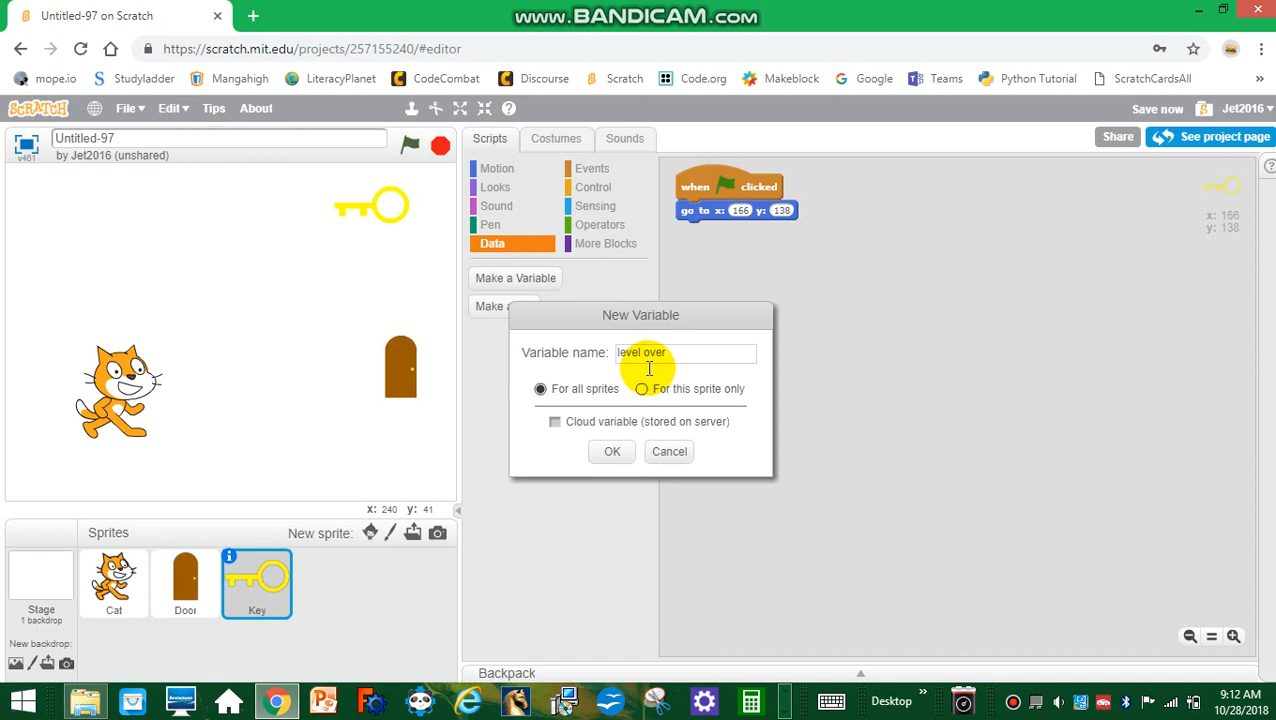 Untitled-97 on Scratch
WWW.BANDICAM.COM
https://scratch.mit.edu/projects/257155240/#editor
mope.io
Studyladder
Mangahigh
LiteracyPlanet
CodeCombat
Discourse
Scratch
Code.org
Makeblock
Google
Teams
Python Tutorial
ScratchCardsAll
»
SCRATCH
File
Edit
Tips
About
Save now
Jet2016
v461
Untitled-97
by Jet2016 (unshared)
Scripts
Costumes
Sounds
Share
See project page
Motion
Events
Looks
Control
Sound
Sensing
Pen
Operators
Data
More Blocks
Make a Variable
Make a
when clicked
go to x: 166 y: 138
x: 166
y: 138
New Variable
Variable name: level over
For all sprites
For this sprite only
Cloud variable (stored on server)
OK
Cancel
x: 240 y: 41
Sprites
New sprite:
Stage
1 backdrop
New backdrop:
Cat
Door
Key
Backpack
Desktop
»
9:12 AM
10/28/2018